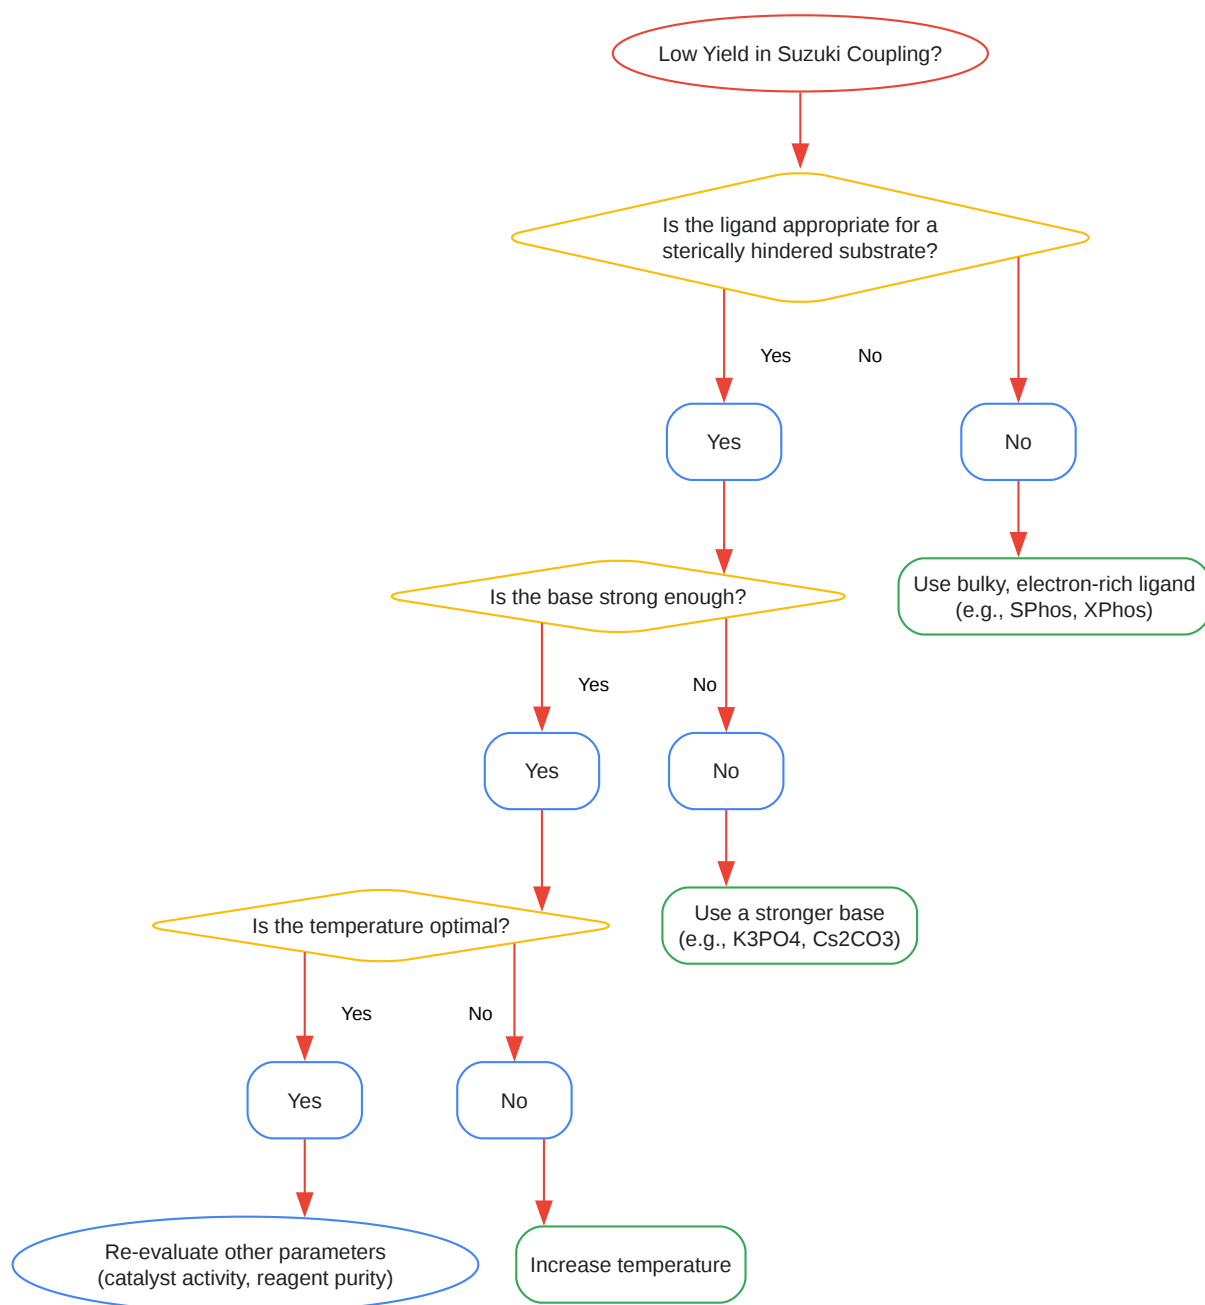 Low Yield in Suzuki Coupling?
Is the ligand appropriate for a
sterically hindered substrate?
Yes
No
Yes
No
Use bulky, electron-rich ligand
(e.g., SPhos, XPhos)
Is the base strong enough?
Yes
No
Yes
No
Use a stronger base
(e.g., K3PO4, Cs2CO3)
Is the temperature optimal?
Yes
No
Yes
No
Re-evaluate other parameters
(catalyst activity, reagent purity)
Increase temperature